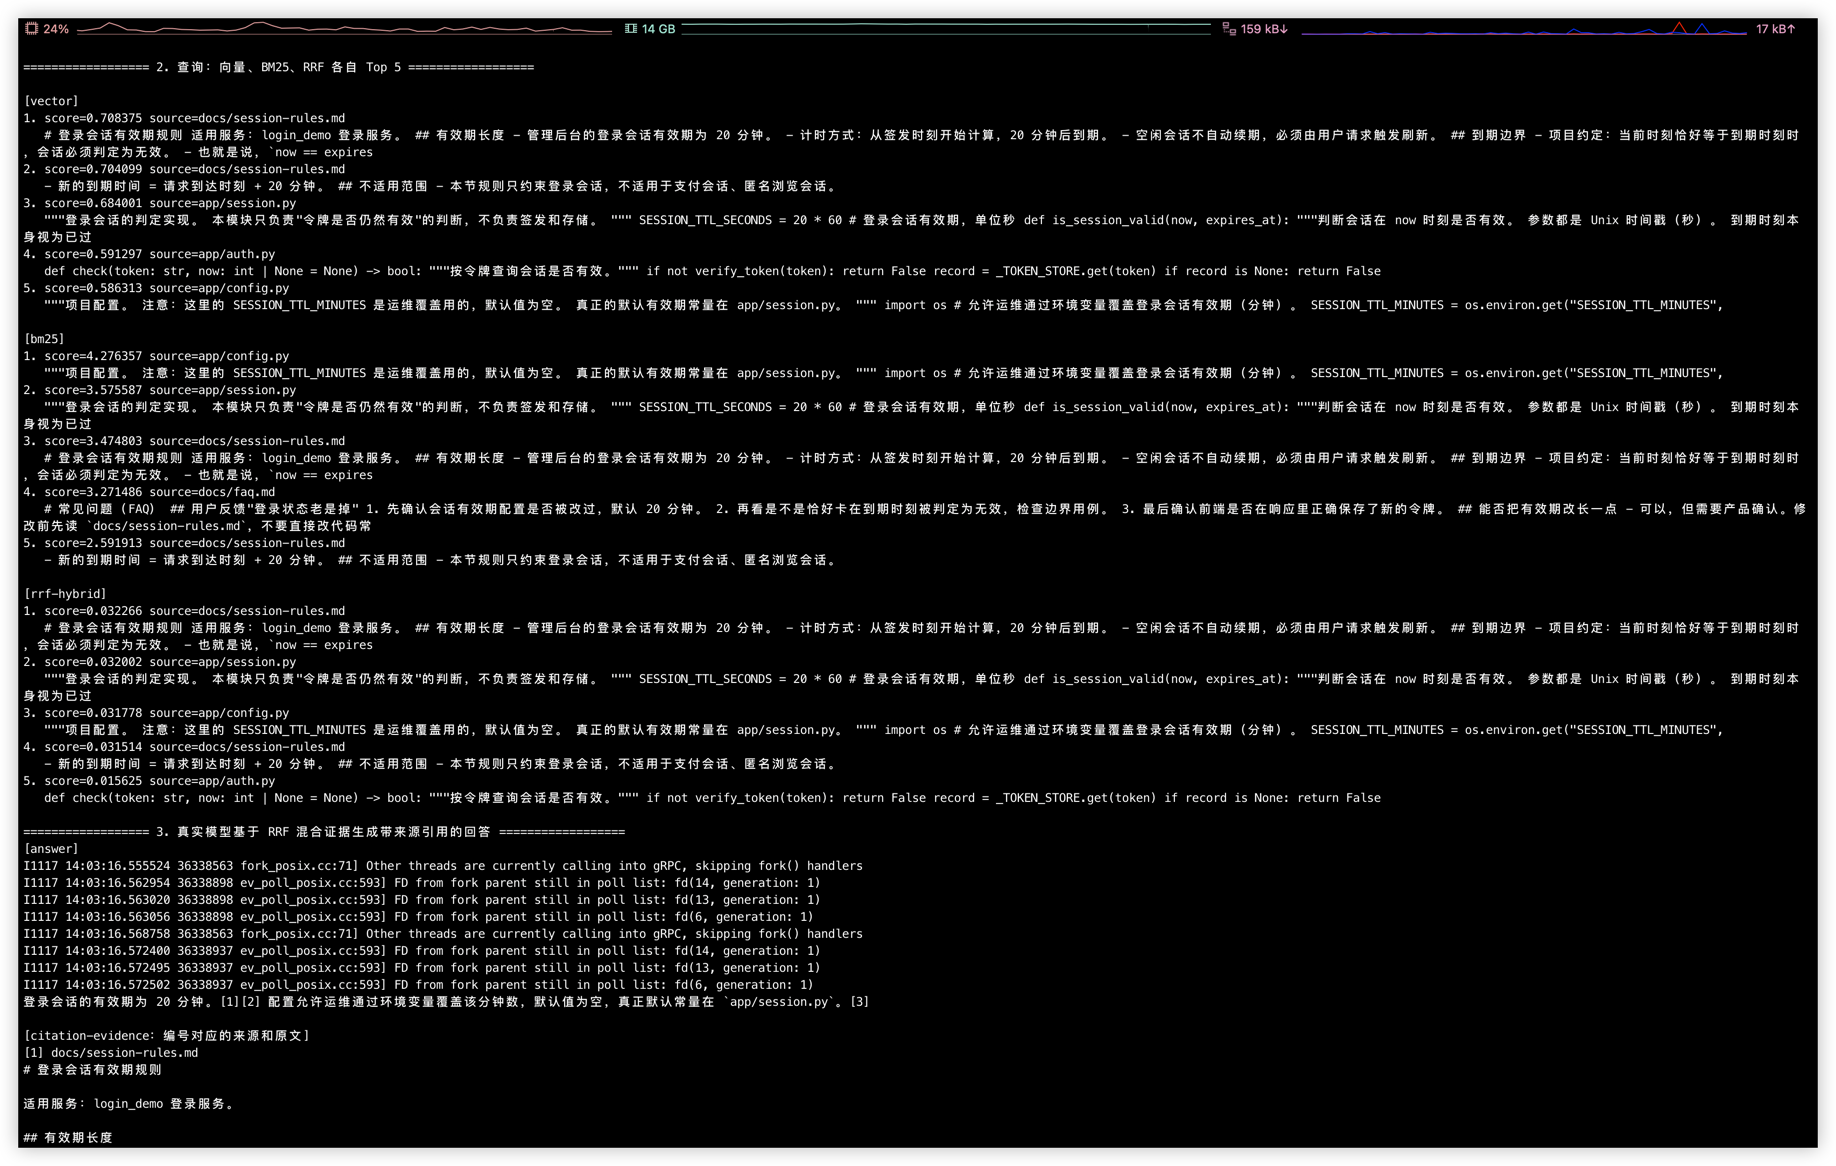 24%
14 GB
159 kB↓
17 kB↑
================== 2. 查询: 向量、BM25、RRF 各自 Top 5 ==================
[vector]
1. score=0.708375 source=docs/session-rules.md
# 登录会话有效期规则 适用服务: login_demo 登录服务。 ## 有效期长度 - 管理后台的登录会话有效期为 20 分钟。 - 计时方式: 从签发时刻开始计算, 20 分钟后到期。 - 空闲会话不自动续期, 必须由用户请求触发刷新。 ## 到期边界 - 项目约定: 当前时刻恰好等于到期时刻时
, 会话必须判定为无效。 - 也就是说, `now == expires
2. score=0.704099 source=docs/session-rules.md
- 新的到期时间 = 请求到达时刻 + 20 分钟。 ## 不适用范围 - 本节规则只约束登录会话, 不适用于支付会话、匿名浏览会话。
3. score=0.684001 source=app/session.py
"""登录会话的判定实现。 本模块只负责"令牌是否仍然有效"的判断, 不负责签发和存储。 """ SESSION_TTL_SECONDS = 20 * 60 # 登录会话有效期, 单位秒 def is_session_valid(now, expires_at): """判断会话在 now 时刻是否有效。 参数都是 Unix 时间戳 (秒) 。 到期时刻本
身视为已过
4. score=0.591297 source=app/auth.py
def check(token: str, now: int | None = None) -> bool: """按令牌查询会话是否有效。""" if not verify_token(token): return False record = _TOKEN_STORE.get(token) if record is None: return False
5. score=0.586313 source=app/config.py
"""项目配置。 注意: 这里的 SESSION_TTL_MINUTES 是运维覆盖用的, 默认值为空。 真正的默认有效期常量在 app/session.py。 """ import os # 允许运维通过环境变量覆盖登录会话有效期 (分钟) 。 SESSION_TTL_MINUTES = os.environ.get("SESSION_TTL_MINUTES",
[bm25]
1. score=4.276357 source=app/config.py
"""项目配置。 注意: 这里的 SESSION_TTL_MINUTES 是运维覆盖用的, 默认值为空。 真正的默认有效期常量在 app/session.py。 """ import os # 允许运维通过环境变量覆盖登录会话有效期 (分钟) 。 SESSION_TTL_MINUTES = os.environ.get("SESSION_TTL_MINUTES",
2. score=3.575587 source=app/session.py
"""登录会话的判定实现。 本模块只负责"令牌是否仍然有效"的判断, 不负责签发和存储。 """ SESSION_TTL_SECONDS = 20 * 60 # 登录会话有效期, 单位秒 def is_session_valid(now, expires_at): """判断会话在 now 时刻是否有效。 参数都是 Unix 时间戳 (秒) 。 到期时刻本
身视为已过
3. score=3.474803 source=docs/session-rules.md
# 登录会话有效期规则 适用服务: login_demo 登录服务。 ## 有效期长度 - 管理后台的登录会话有效期为 20 分钟。 - 计时方式: 从签发时刻开始计算, 20 分钟后到期。 - 空闲会话不自动续期, 必须由用户请求触发刷新。 ## 到期边界 - 项目约定: 当前时刻恰好等于到期时刻时
, 会话必须判定为无效。 - 也就是说, `now == expires
4. score=3.271486 source=docs/faq.md
# 常见问题 (FAQ) ## 用户反馈"登录状态老是掉" 1. 先确认会话有效期配置是否被改过, 默认 20 分钟。 2. 再看是不是恰好卡在到期时刻被判定为无效, 检查边界用例。 3. 最后确认前端是否在响应里正确保存了新的令牌。 ## 能否把有效期改长一点 - 可以, 但需要产品确认。修
改前先读 `docs/session-rules.md`, 不要直接改代码常
5. score=2.591913 source=docs/session-rules.md
- 新的到期时间 = 请求到达时刻 + 20 分钟。 ## 不适用范围 - 本节规则只约束登录会话, 不适用于支付会话、匿名浏览会话。
[rrf-hybrid]
1. score=0.032266 source=docs/session-rules.md
# 登录会话有效期规则 适用服务: login_demo 登录服务。 ## 有效期长度 - 管理后台的登录会话有效期为 20 分钟。 - 计时方式: 从签发时刻开始计算, 20 分钟后到期。 - 空闲会话不自动续期, 必须由用户请求触发刷新。 ## 到期边界 - 项目约定: 当前时刻恰好等于到期时刻时
, 会话必须判定为无效。 - 也就是说, `now == expires
2. score=0.032002 source=app/session.py
"""登录会话的判定实现。 本模块只负责"令牌是否仍然有效"的判断, 不负责签发和存储。 """ SESSION_TTL_SECONDS = 20 * 60 # 登录会话有效期, 单位秒 def is_session_valid(now, expires_at): """判断会话在 now 时刻是否有效。 参数都是 Unix 时间戳 (秒) 。 到期时刻本
身视为已过
3. score=0.031778 source=app/config.py
"""项目配置。 注意: 这里的 SESSION_TTL_MINUTES 是运维覆盖用的, 默认值为空。 真正的默认有效期常量在 app/session.py。 """ import os # 允许运维通过环境变量覆盖登录会话有效期 (分钟) 。 SESSION_TTL_MINUTES = os.environ.get("SESSION_TTL_MINUTES",
4. score=0.031514 source=docs/session-rules.md
- 新的到期时间 = 请求到达时刻 + 20 分钟。 ## 不适用范围 - 本节规则只约束登录会话, 不适用于支付会话、匿名浏览会话。
5. score=0.015625 source=app/auth.py
def check(token: str, now: int | None = None) -> bool: """按令牌查询会话是否有效。""" if not verify_token(token): return False record = _TOKEN_STORE.get(token) if record is None: return False
================== 3. 真实模型基于 RRF 混合证据生成带来源引用的回答 ==================
[answer]
I1117 14:03:16.555524 36338563 fork_posix.cc:71] Other threads are currently calling into gRPC, skipping fork() handlers
I1117 14:03:16.562954 36338898 ev_poll_posix.cc:593] FD from fork parent still in poll list: fd(14, generation: 1)
I1117 14:03:16.563020 36338898 ev_poll_posix.cc:593] FD from fork parent still in poll list: fd(13, generation: 1)
I1117 14:03:16.563056 36338898 ev_poll_posix.cc:593] FD from fork parent still in poll list: fd(6, generation: 1)
I1117 14:03:16.568758 36338563 fork_posix.cc:71] Other threads are currently calling into gRPC, skipping fork() handlers
I1117 14:03:16.572400 36338937 ev_poll_posix.cc:593] FD from fork parent still in poll list: fd(14, generation: 1)
I1117 14:03:16.572495 36338937 ev_poll_posix.cc:593] FD from fork parent still in poll list: fd(13, generation: 1)
I1117 14:03:16.572502 36338937 ev_poll_posix.cc:593] FD from fork parent still in poll list: fd(6, generation: 1)
登录会话的有效期为 20 分钟。[1][2] 配置允许运维通过环境变量覆盖该分钟数, 默认值为空, 真正默认常量在 `app/session.py`。[3]
[citation-evidence: 编号对应的来源和原文]
[1] docs/session-rules.md
# 登录会话有效期规则
适用服务: login_demo 登录服务。
## 有效期长度